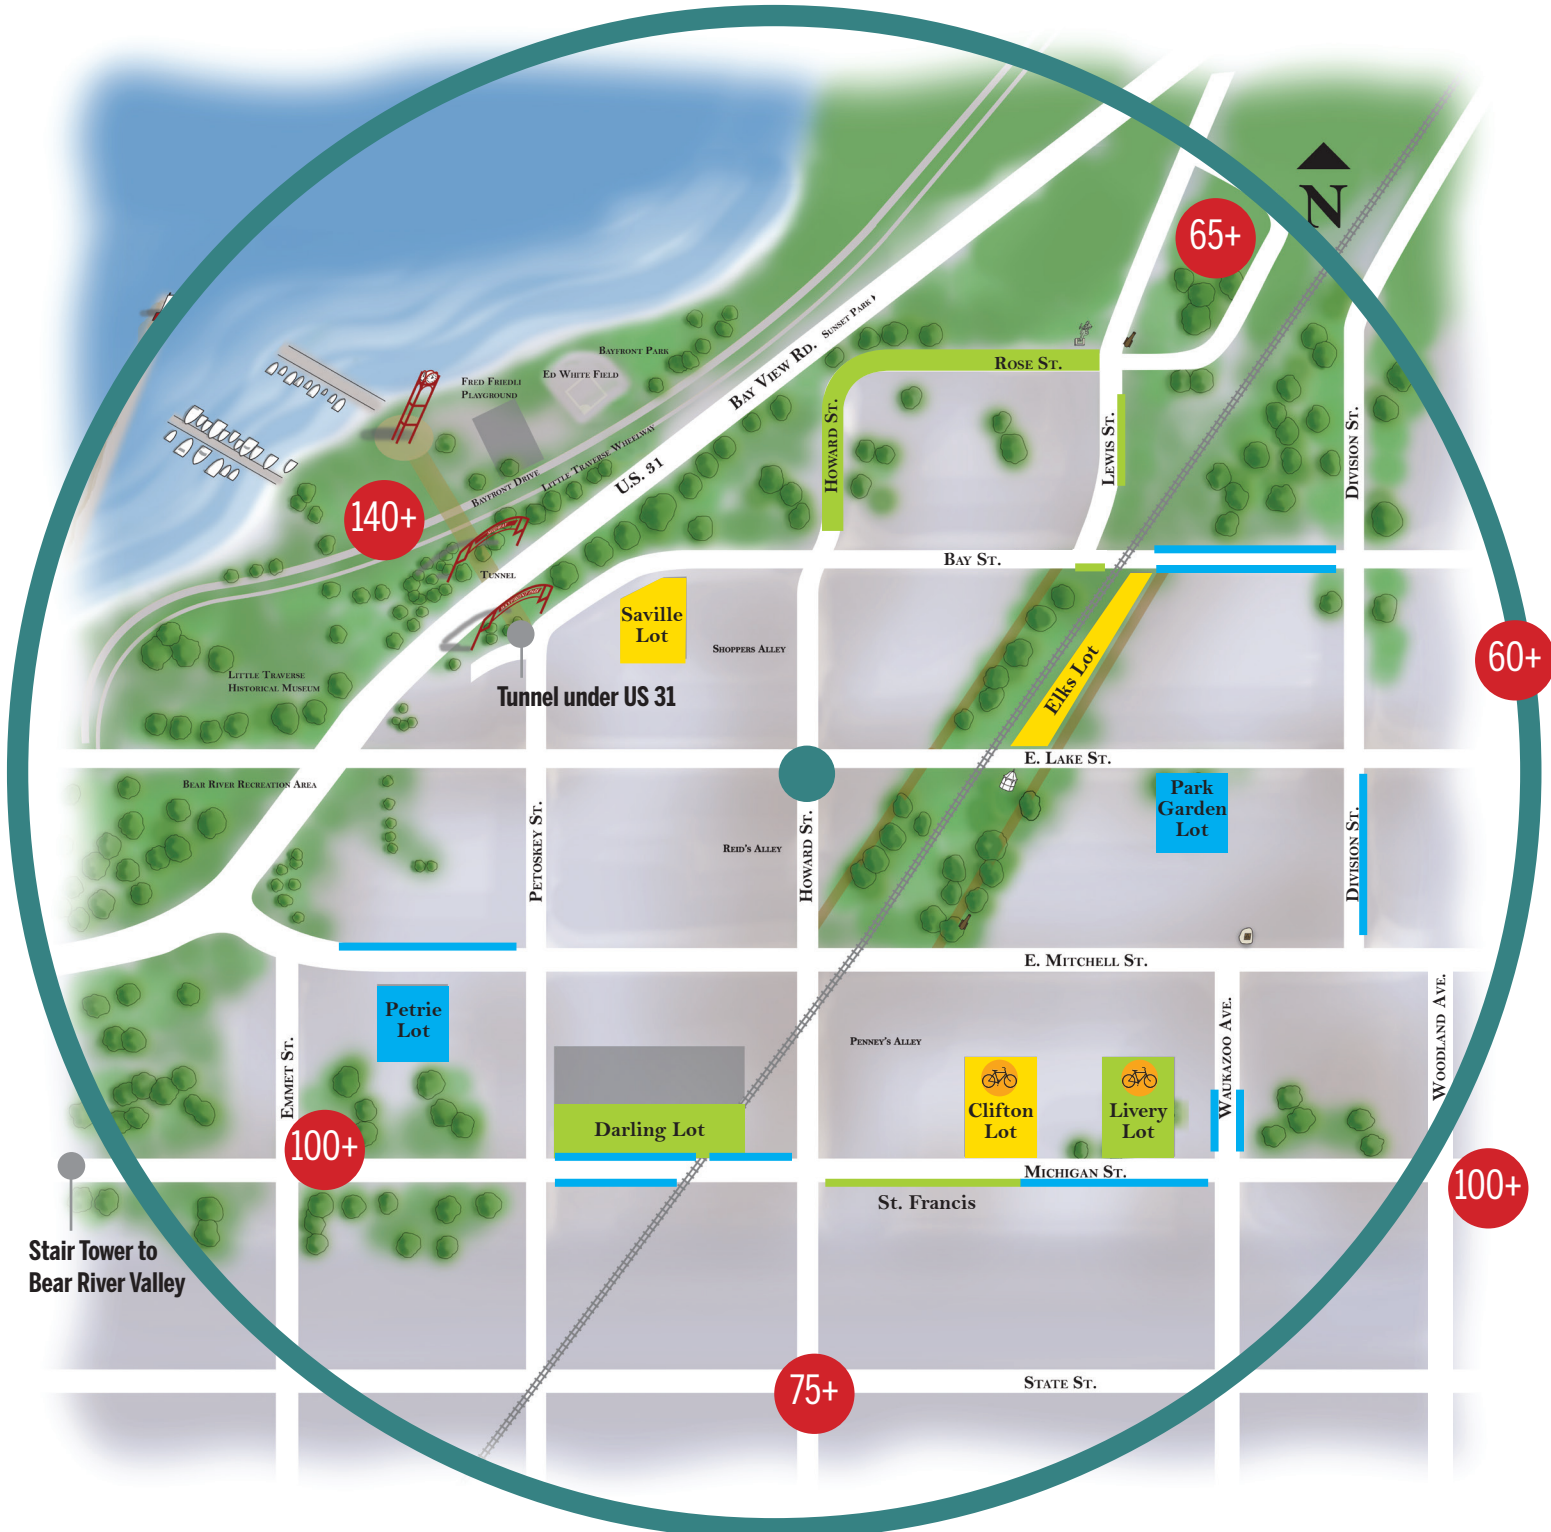 N
65+
Sunset Park
Bayfront Park
Bay View Rd.
Rose St.
Ed White Field
Fred Friedli
Playground
Howard St.
Lewis St.
Division St.
Little Traverse Wheelway
Bayfront Drive
U.S. 31
140+
Bay St.
Tunnel
Saville
Lot
Shoppers Alley
Elks Lot
60+
Little Traverse
Historical Museum
Tunnel under US 31
E. Lake St.
Bear River Recreation Area
Park
Garden
Lot
Petoskey St.
Howard St.
Reid's Alley
Division St.
E. Mitchell St.
Petrie
Lot
Emmet St.
Penney's Alley
Waukazoo Ave.
Woodland Ave.
Clifton
Lot
Livery
Lot
Darling Lot
100+
Michigan St.
100+
St. Francis
Stair Tower to
Bear River Valley
75+
State St.